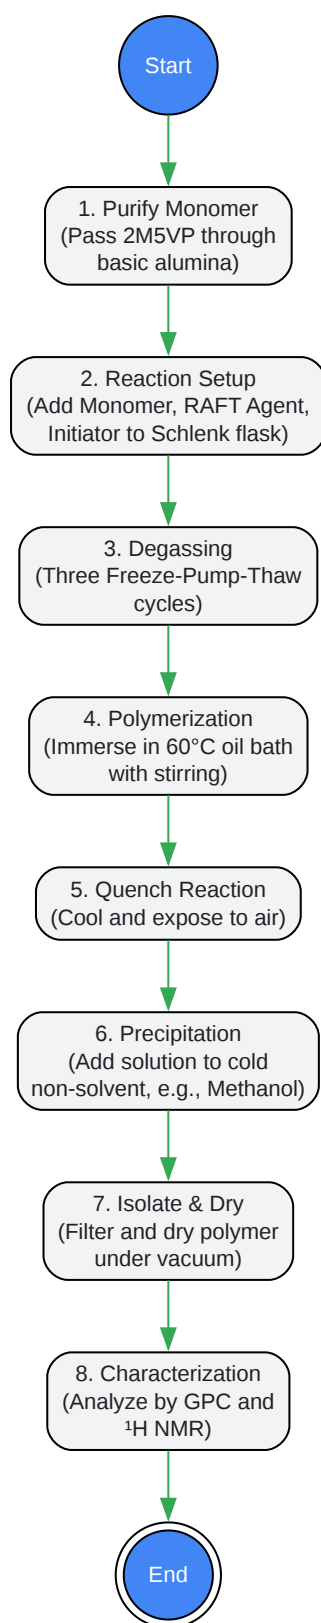 Start
1. Purify Monomer
(Pass 2M5VP through
basic alumina)
2. Reaction Setup
(Add Monomer, RAFT Agent,
Initiator to Schlenk flask)
3. Degassing
(Three Freeze-Pump-Thaw
cycles)
4. Polymerization
(Immerse in 60°C oil bath
with stirring)
5. Quench Reaction
(Cool and expose to air)
6. Precipitation
(Add solution to cold
non-solvent, e.g., Methanol)
7. Isolate & Dry
(Filter and dry polymer
under vacuum)
8. Characterization
(Analyze by GPC and
¹H NMR)
End